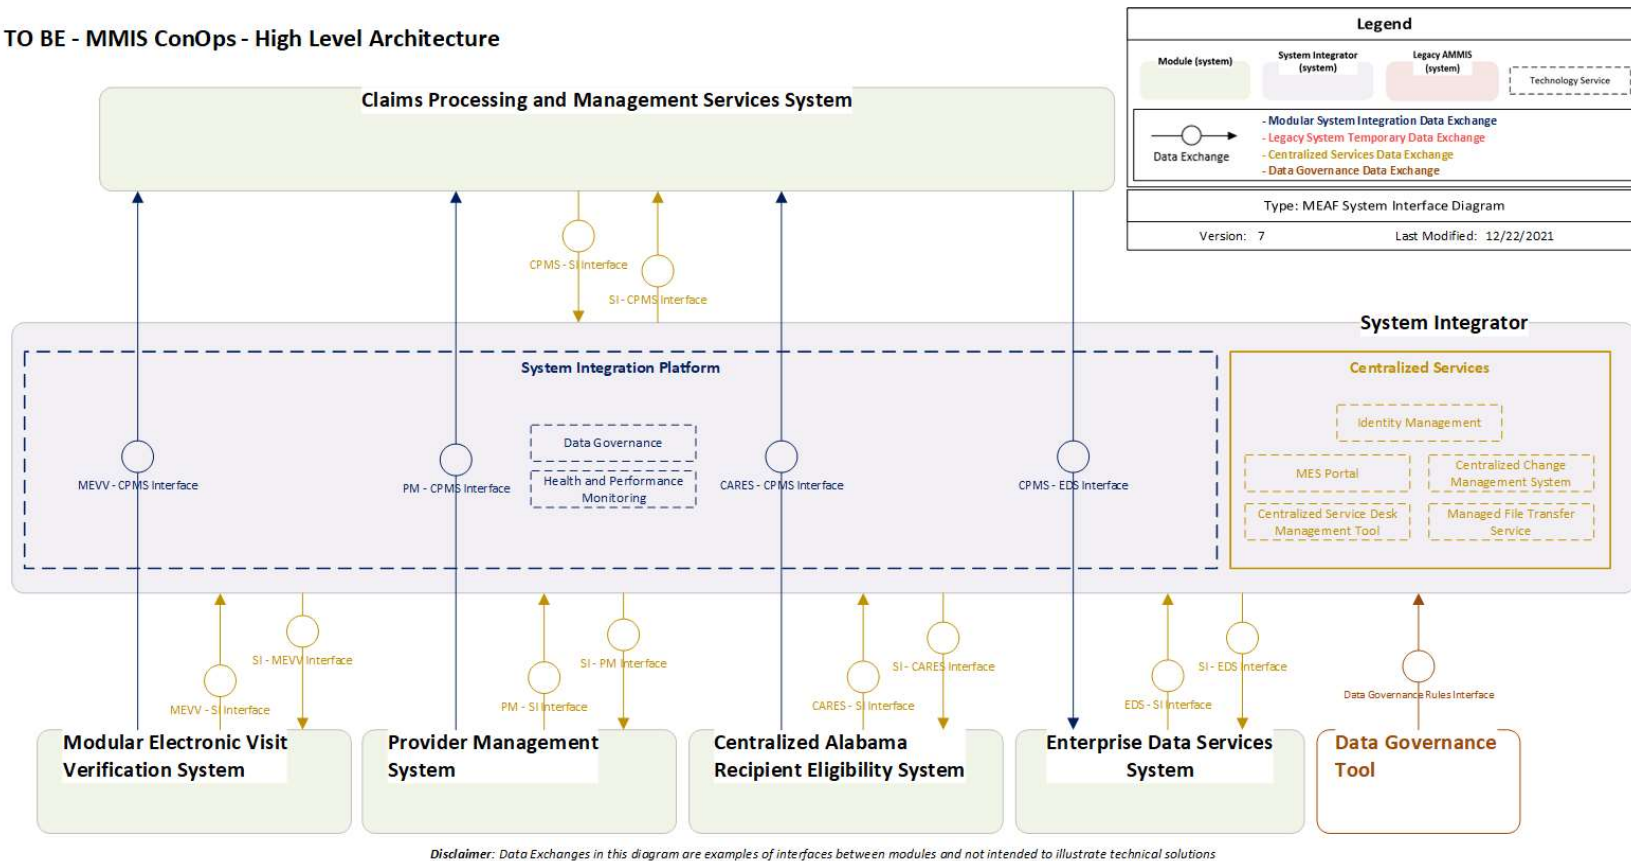 TO BE - MMIS ConOps - High Level Architecture
Legend
Module (system)
System Integrator
(system)
Legacy AMMIS
(system)
Technology Service
Data Exchange
- Modular System Integration Data Exchange
- Legacy System Temporary Data Exchange
- Centralized Services Data Exchange
- Data Governance Data Exchange
Type: MEAF System Interface Diagram
Version: 7
Last Modified: 12/22/2021
Claims Processing and Management Services System
CPMS - SI Interface
SI - CPMS Interface
System Integrator
System Integration Platform
Centralized Services
Data Governance
Health and Performance
Monitoring
Identity Management
MES Portal
Centralized Change
Management System
Centralized Service Desk
Management Tool
Managed File Transfer
Service
MEVV - CPMS Interface
PM - CPMS Interface
CARES - CPMS Interface
CPMS - EDS Interface
SI - MEVV Interface
MEVV - SI Interface
SI - PM Interface
PM - SI Interface
SI - CARES Interface
CARES - SI Interface
SI - EDS Interface
EDS - SI Interface
Data Governance Rules Interface
Modular Electronic Visit
Verification System
Provider Management
System
Centralized Alabama
Recipient Eligibility System
Enterprise Data Services
System
Data Governance
Tool
Disclaimer: Data Exchanges in this diagram are examples of interfaces between modules and not intended to illustrate technical solutions